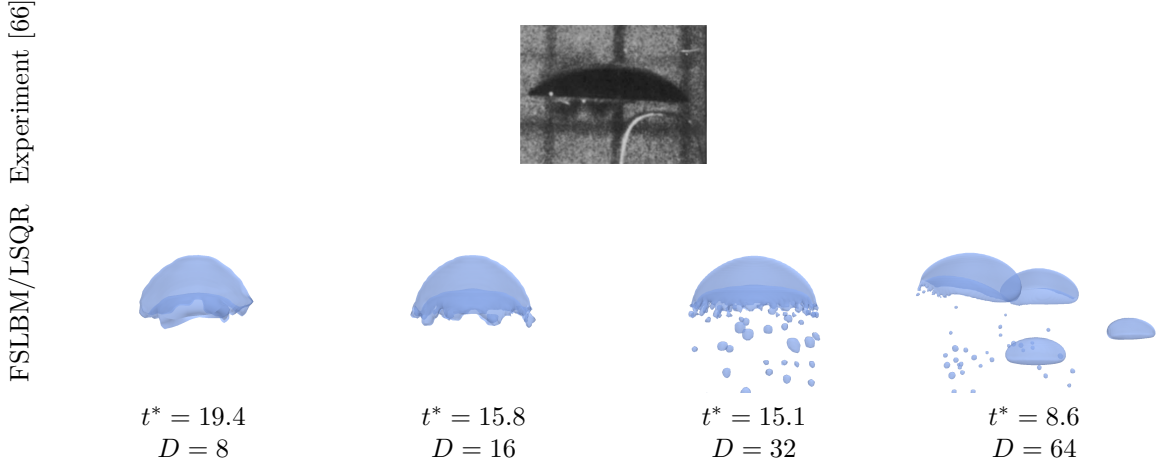 Experiment [66]
FSLBM/LSQR
t* = 19.4
D = 8
t* = 15.8
D = 16
t* = 15.1
D = 32
t* = 8.6
D = 64